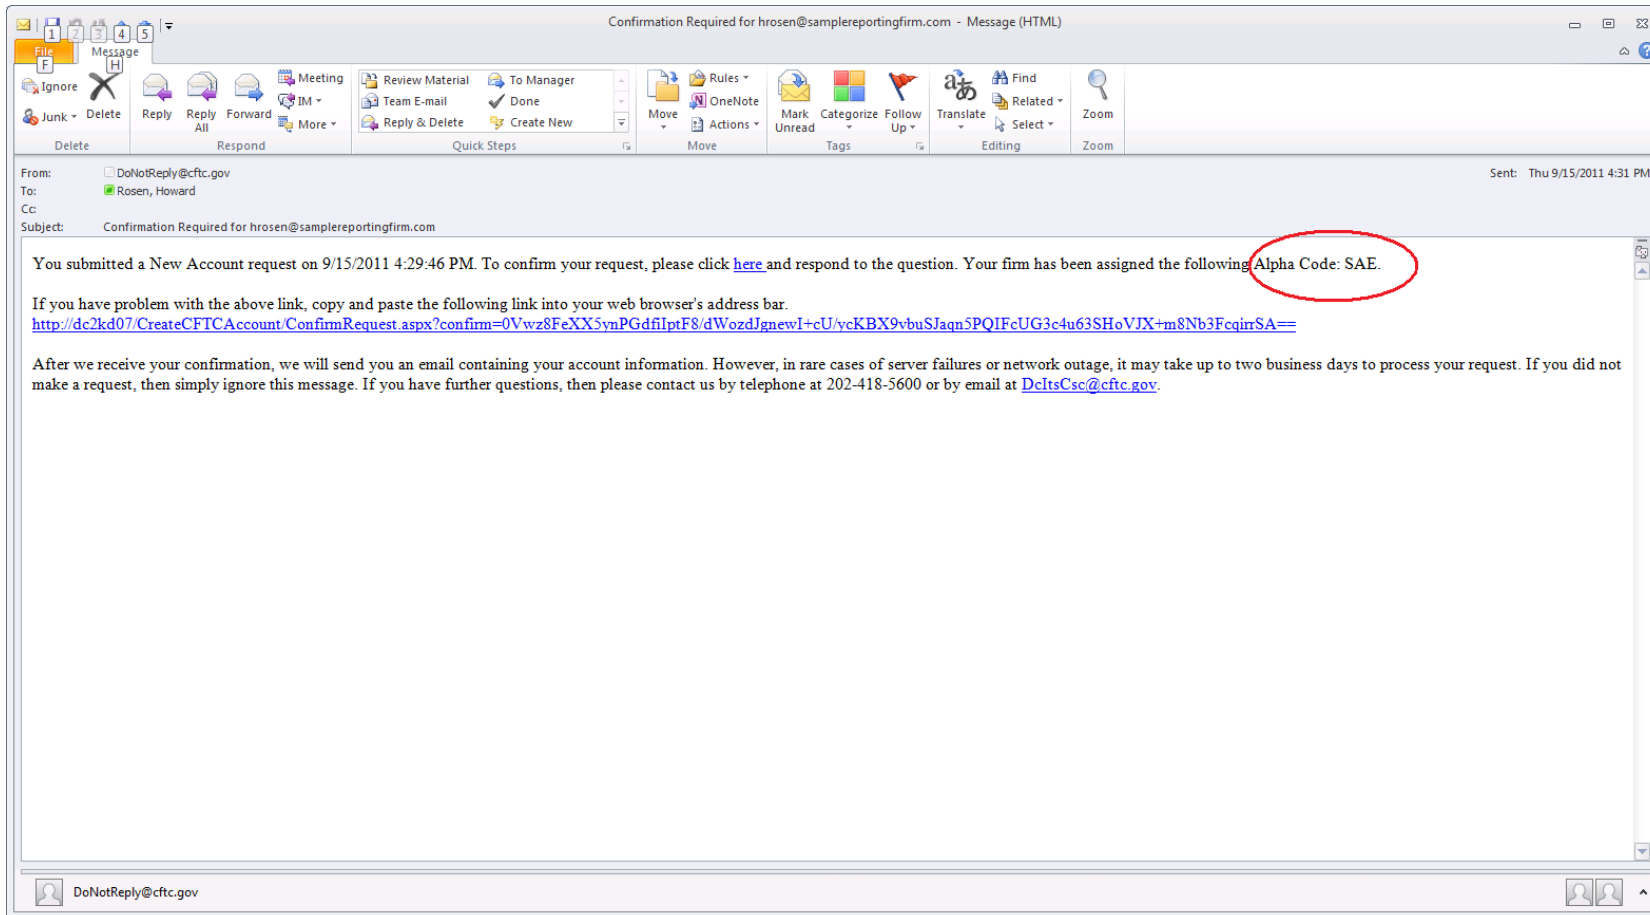 Confirmation Required for hrosen@samplereportingfirm.com - Message (HTML)
1 2 3 4 5
File Message
F H
Ignore
Junk
Delete
Reply
Reply All
Forward
Meeting
IM
More
Review Material To Manager
Team E-mail Done
Reply & Delete Create New
Move
Rules
OneNote
Actions
Mark Unread
Categorize
Follow Up
Translate
Find
Related
Select
Zoom
Delete Respond Quick Steps Move Tags Editing Zoom
From: DoNotReply@cftc.gov Sent: Thu 9/15/2011 4:31 PM
To: Rosen, Howard
Cc:
Subject: Confirmation Required for hrosen@samplereportingfirm.com
You submitted a New Account request on 9/15/2011 4:29:46 PM. To confirm your request, please click here and respond to the question. Your firm has been assigned the following Alpha Code: SAE.
If you have problem with the above link, copy and paste the following link into your web browser's address bar.
http://dc2kd07/CreateCFTCAccount/ConfirmRequest.aspx?confirm=0Vwz8FeXX5ynPGdfiIptF8/dWozdJgnewI+cU/ycKBX9vbuSJaqn5PQIFcUG3c4u63SHoVJX+m8Nb3FcqirrSA==
After we receive your confirmation, we will send you an email containing your account information. However, in rare cases of server failures or network outage, it may take up to two business days to process your request. If you did not
make a request, then simply ignore this message. If you have further questions, then please contact us by telephone at 202-418-5600 or by email at DcItsCsc@cftc.gov.
DoNotReply@cftc.gov